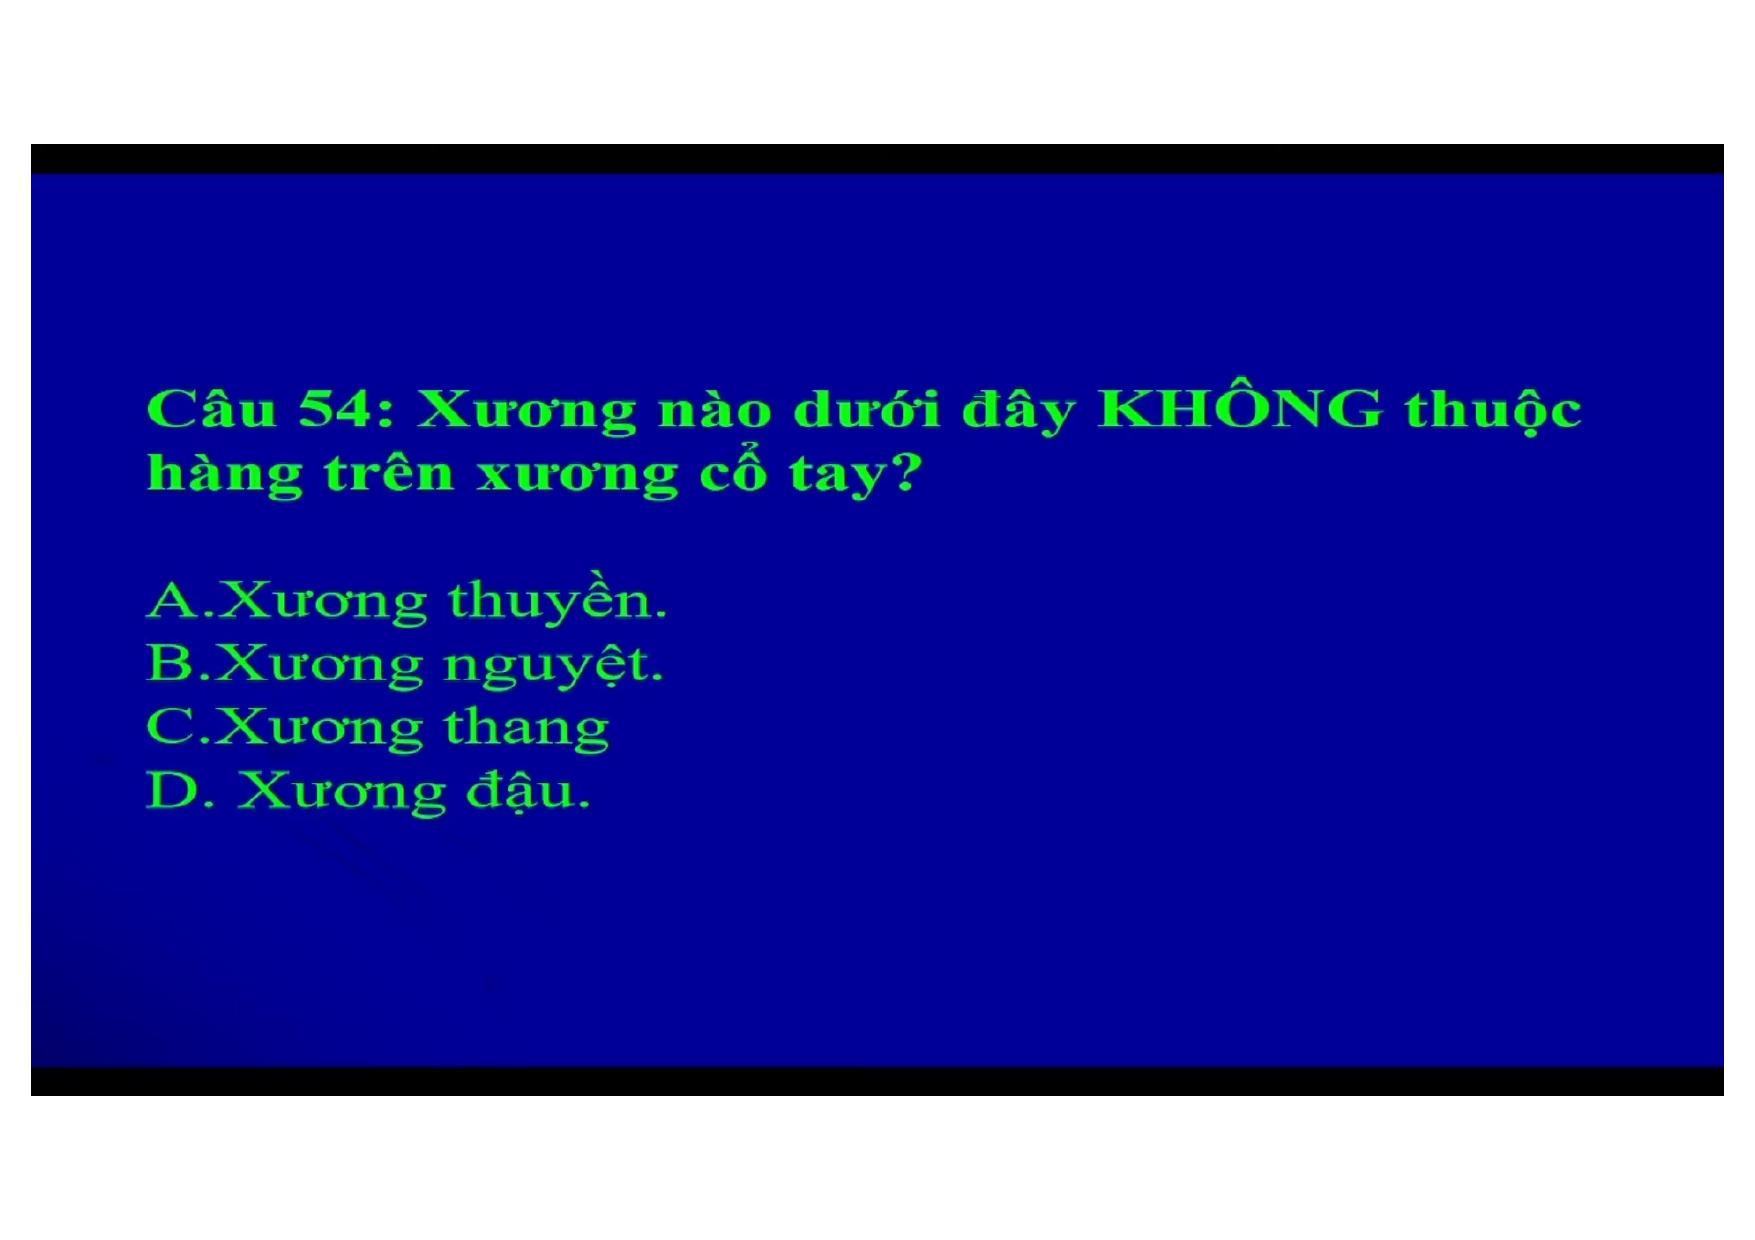 Câu 54: Xương nào dưới đây KHÔNG thuộc
hàng trên xương cổ tay?
A.Xương thuyền.
B.Xương nguyệt.
C.Xương thang
D. Xương đậu.